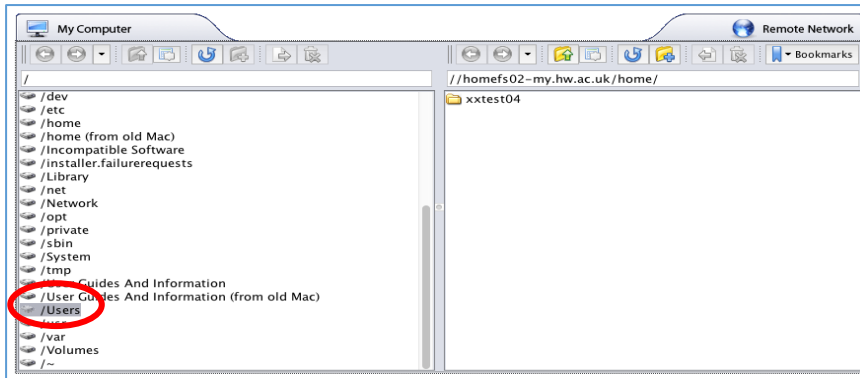 My Computer
Remote Network
Bookmarks
/
//homefs02-my.hw.ac.uk/home/
/dev
/etc
/home
/home (from old Mac)
/Incompatible Software
/installer.failurerequests
/Library
/net
/Network
/opt
/private
/sbin
/System
/tmp
/User Guides And Information
/User Guides And Information (from old Mac)
/Users
/usr
/var
/Volumes
/~
xxtest04